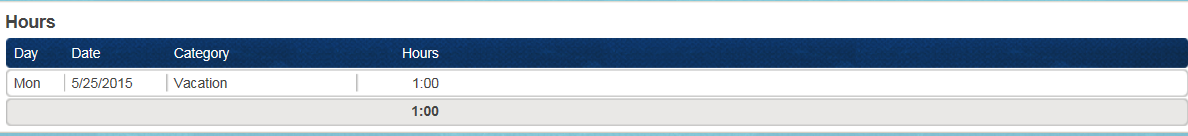 Hours
Day Date Category Hours
Mon 5/25/2015 Vacation 1:00
1:00